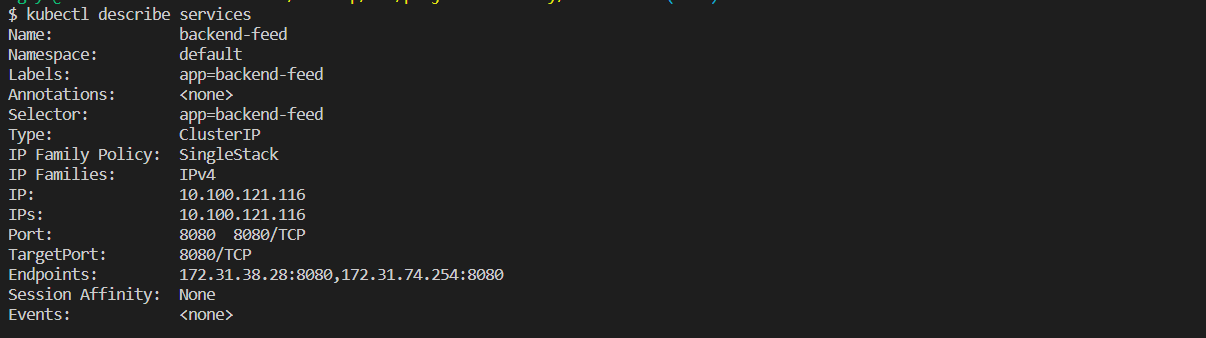 $ kubectl describe services
Name:              backend-feed
Namespace:         default
Labels:            app=backend-feed
Annotations:       <none>
Selector:          app=backend-feed
Type:              ClusterIP
IP Family Policy:  SingleStack
IP Families:       IPv4
IP:                10.100.121.116
IPs:               10.100.121.116
Port:              8080  8080/TCP
TargetPort:        8080/TCP
Endpoints:         172.31.38.28:8080,172.31.74.254:8080
Session Affinity:  None
Events:            <none>